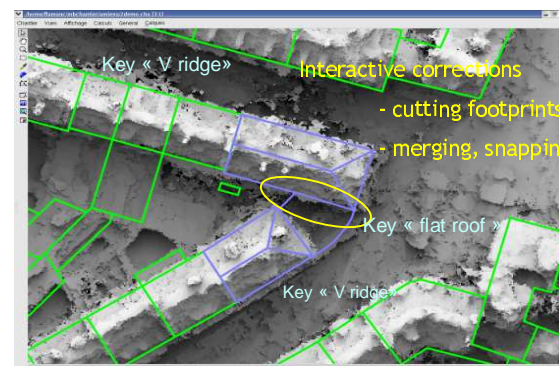 Chantier Vues Affichage Calculs General Calques
Key « V ridge»
Interactive corrections
- cutting footprints
- merging, snappin
Key « flat roof »
Key « V ridge»